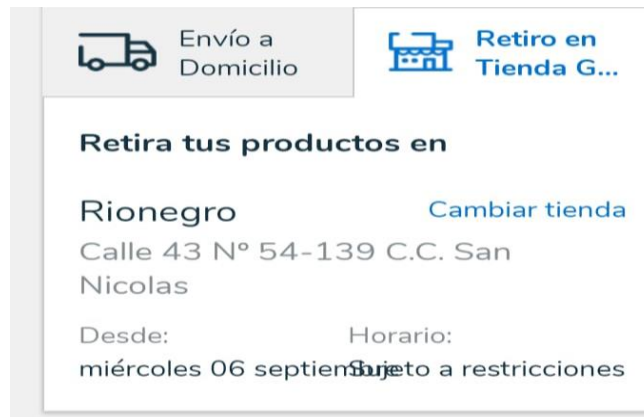 Envío a
Domicilio
Retiro en
Tienda G...
Retira tus productos en
Rionegro
Cambiar tienda
Calle 43 Nº 54-139 C.C. San
Nicolas
Desde:
Horario:
miércoles 06 septiembre
Sujeto a restricciones